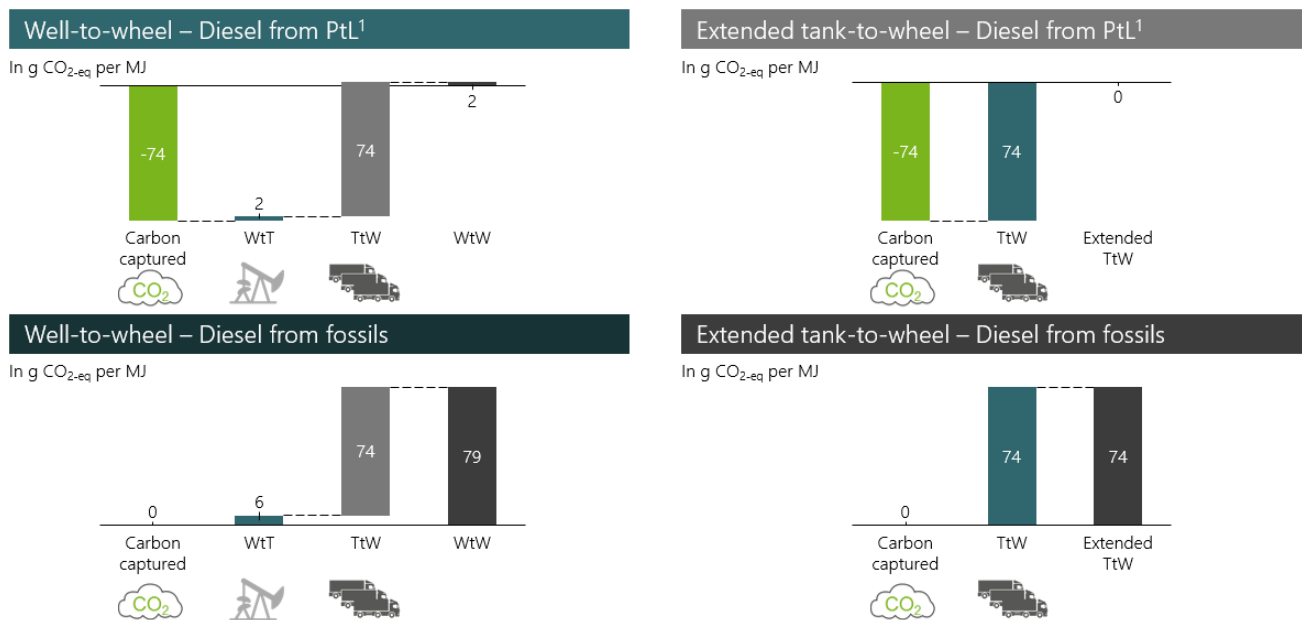 Well-to-wheel – Diesel from PtL¹
In g CO₂-eq per MJ
-74
2
74
2
Carbon captured
WtT
TtW
WtW
CO₂
Extended tank-to-wheel – Diesel from PtL¹
In g CO₂-eq per MJ
-74
74
0
Carbon captured
TtW
Extended TtW
CO₂
Well-to-wheel – Diesel from fossils
In g CO₂-eq per MJ
0
6
74
79
Carbon captured
WtT
TtW
WtW
CO₂
Extended tank-to-wheel – Diesel from fossils
In g CO₂-eq per MJ
0
74
74
Carbon captured
TtW
Extended TtW
CO₂